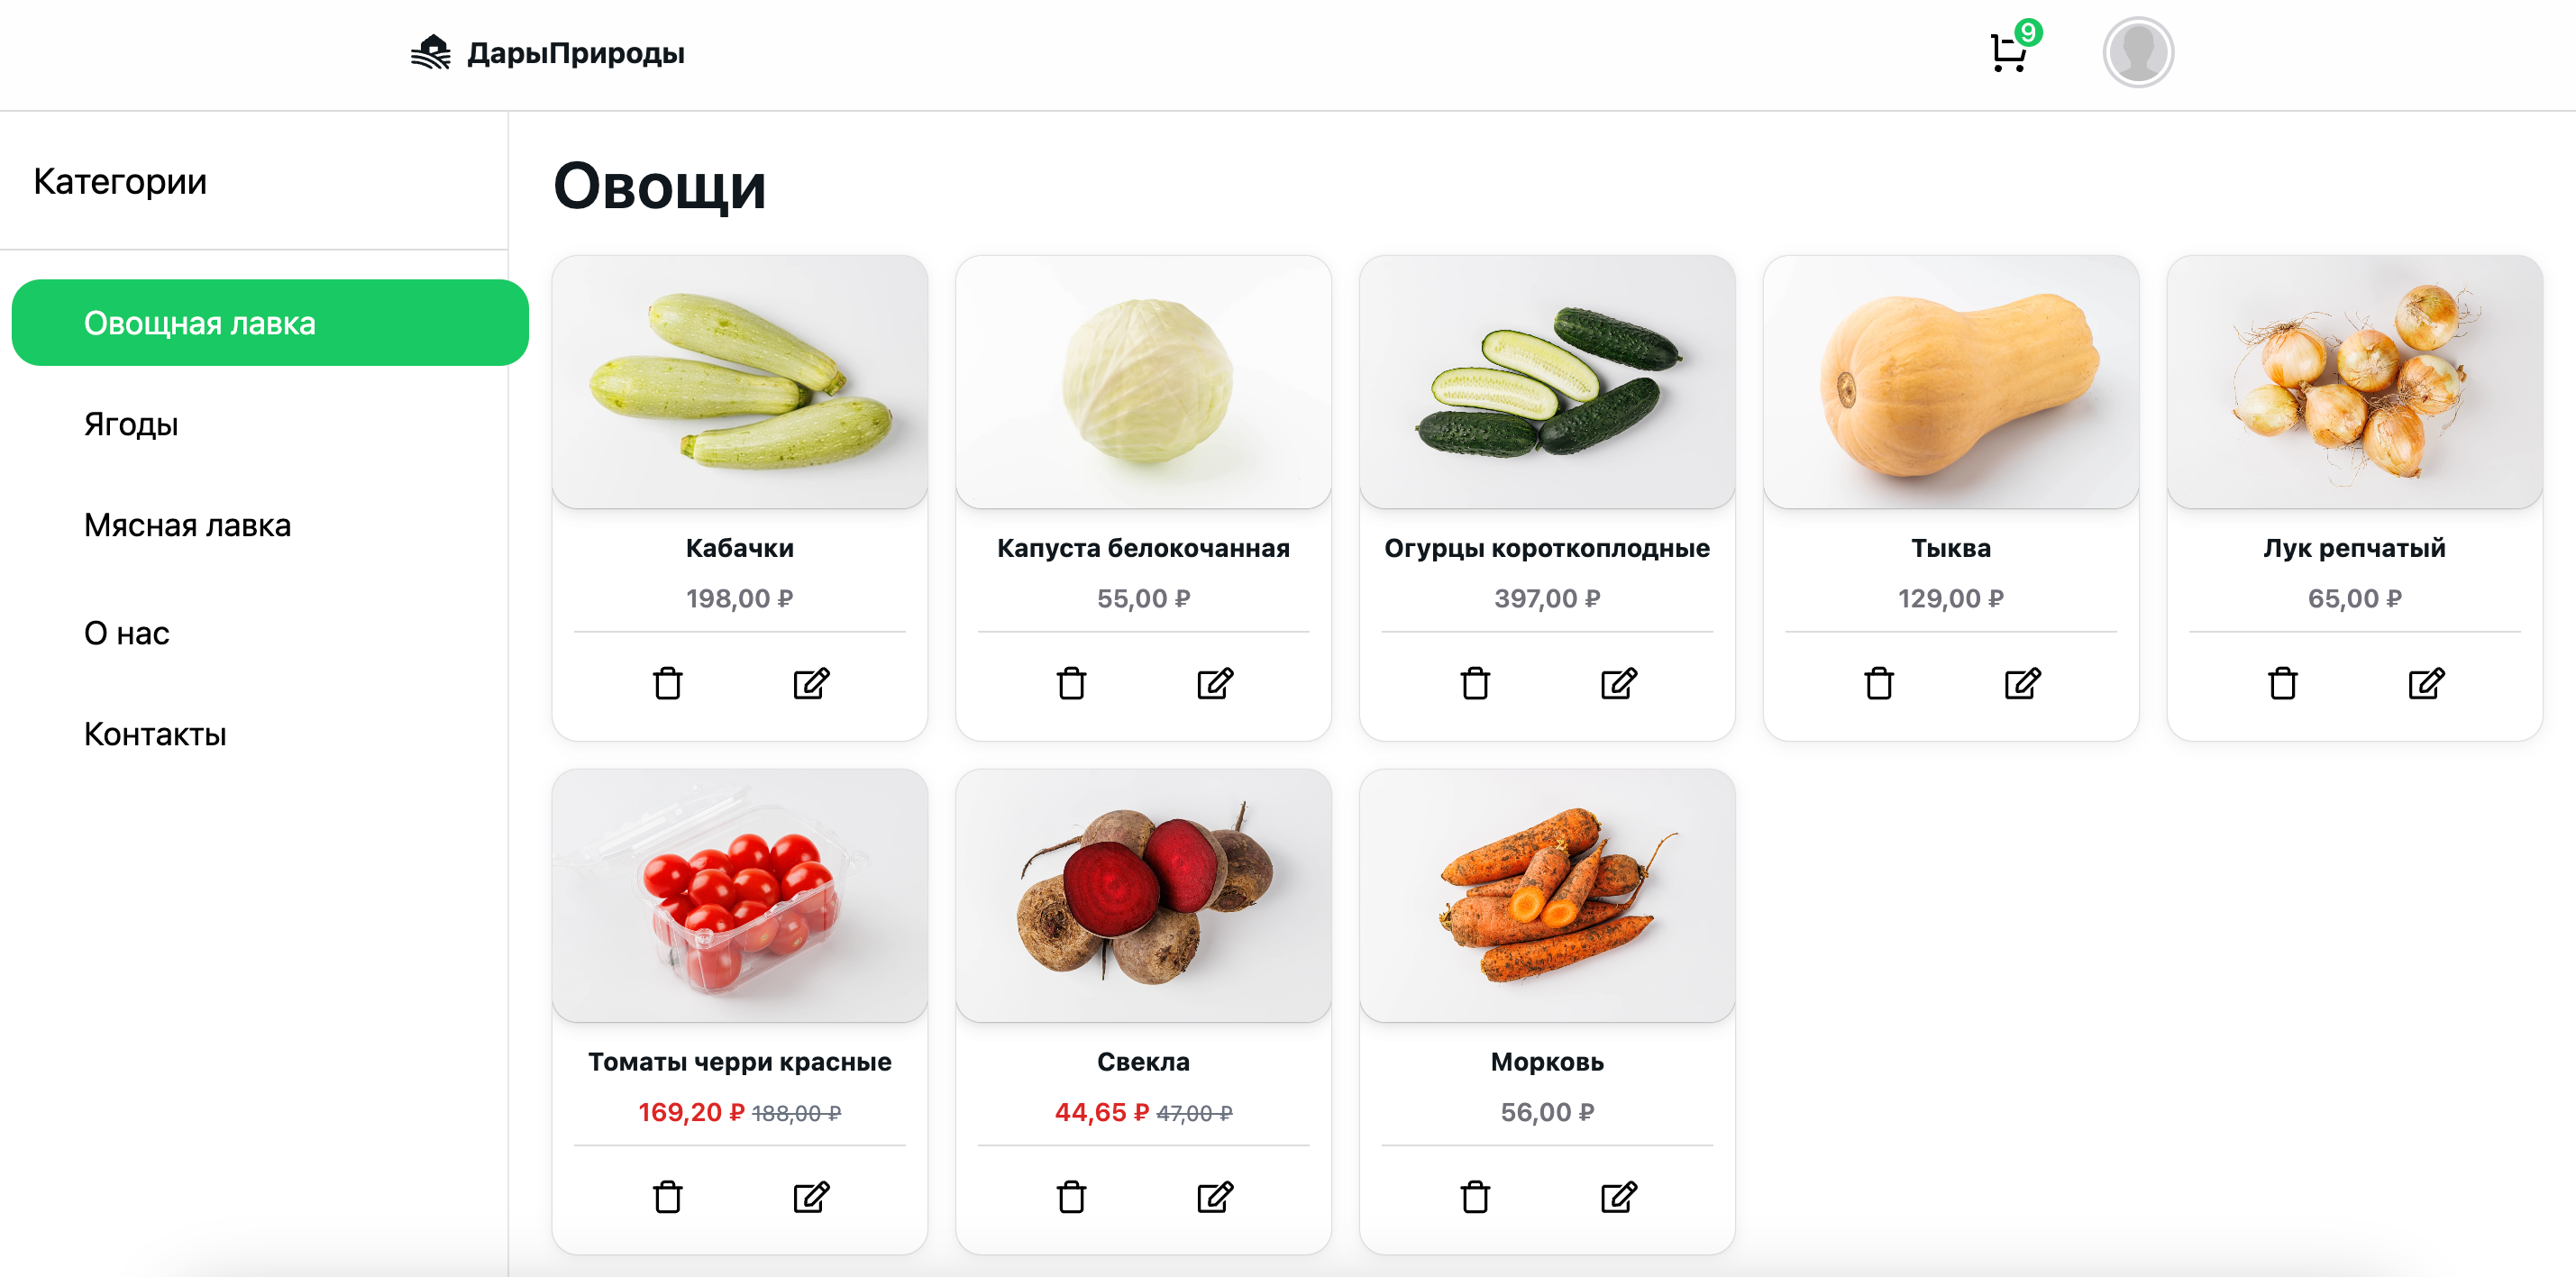 ДарыПрироды
9
Категории
Овощная лавка
Ягоды
Мясная лавка
О нас
Контакты
Овощи
Кабачки
198,00 ₽
Капуста белокочанная
55,00 ₽
Огурцы короткоплодные
397,00 ₽
Тыква
129,00 ₽
Лук репчатый
65,00 ₽
Томаты черри красные
169,20 ₽ 188,00 ₽
Свекла
44,65 ₽ 47,00 ₽
Морковь
56,00 ₽